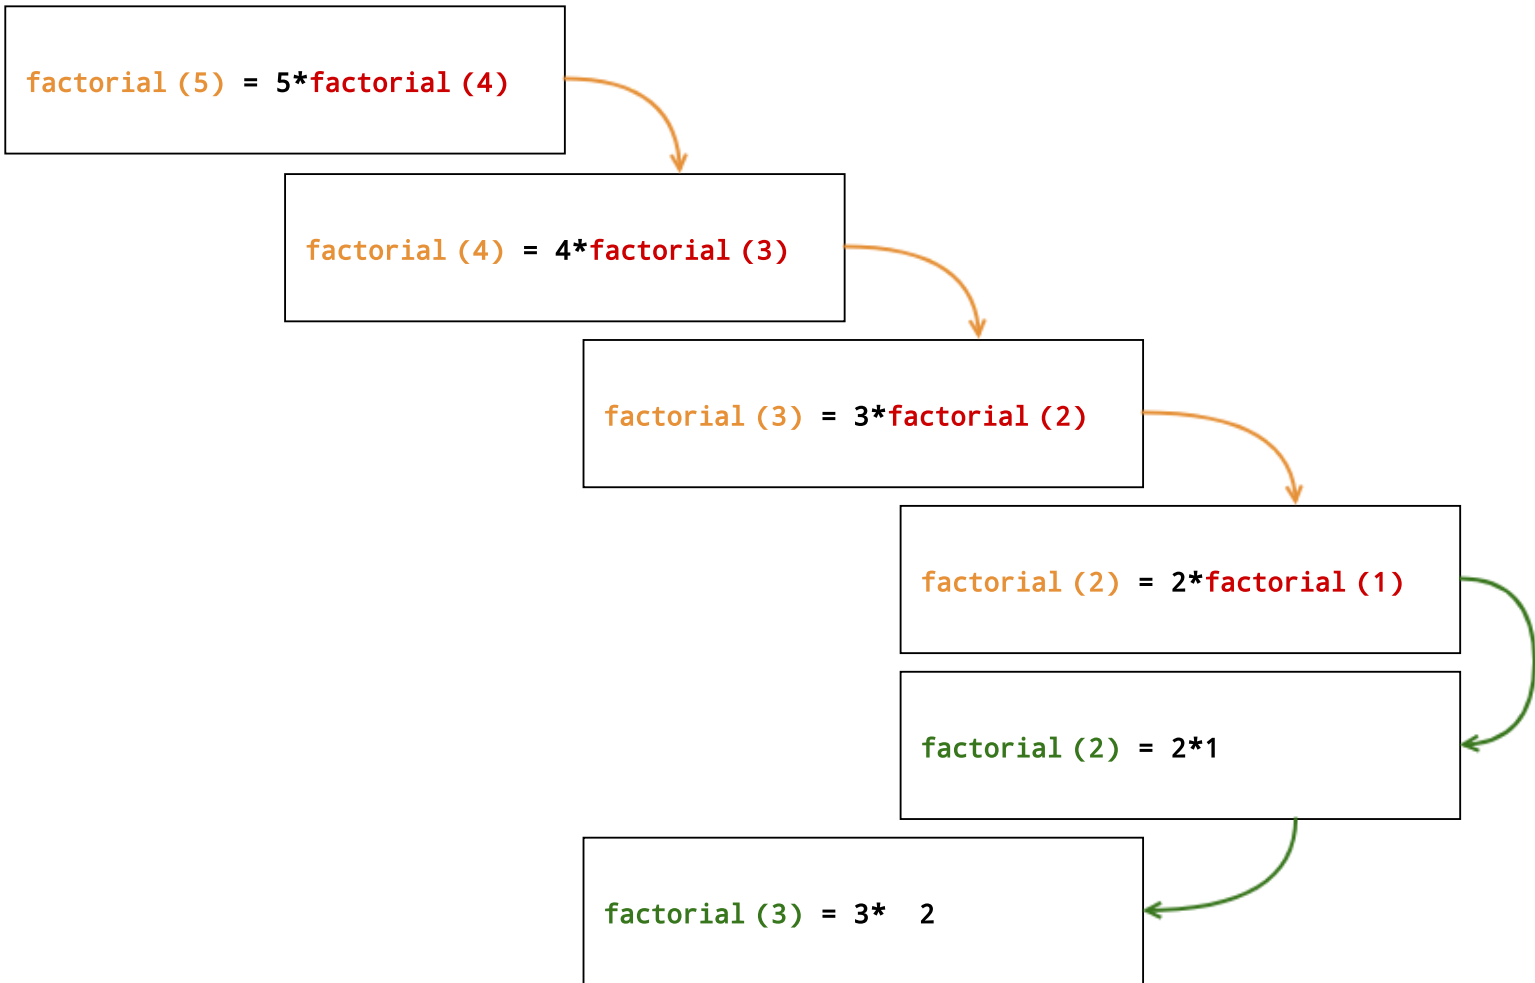 factorial (5) = 5*factorial (4)
factorial (4) = 4*factorial (3)
factorial (3) = 3*factorial (2)
factorial (2) = 2*factorial (1)
factorial (2) = 2*1
factorial (3) = 3*  2